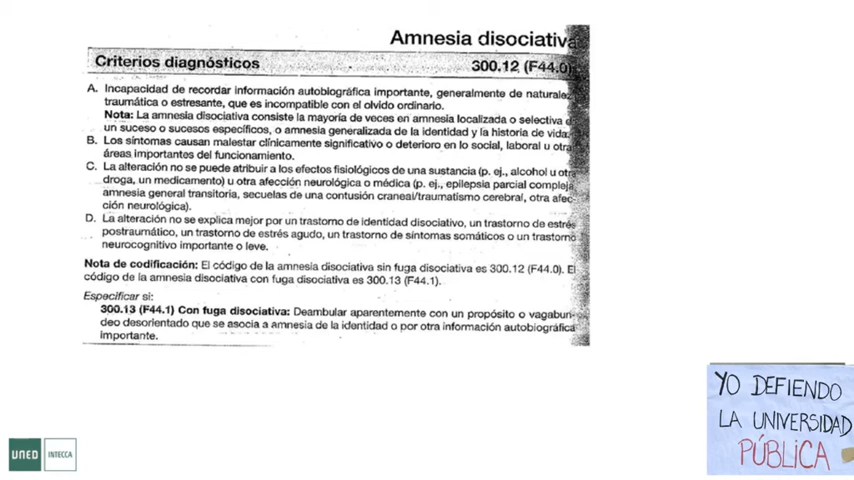 Amnesia disociativa
Criterios diagnósticos 300.12 (F44.0)
A. Incapacidad de recordar información autobiográfica importante, generalmente de naturaleza
traumática o estresante, que es incompatible con el olvido ordinario.
Nota: La amnesia disociativa consiste la mayoría de veces en amnesia localizada o selectiva d
un suceso o sucesos específicos, o amnesia generalizada de la identidad y la historia de vida.
B. Los síntomas causan malestar clínicamente significativo o deterioro en lo social, laboral u otra
áreas importantes del funcionamiento.
C. La alteración no se puede atribuir a los efectos fisiológicos de una sustancia (p. ej., alcohol u otra
droga, un medicamento) u otra afección neurológica o médica (p. ej., epilepsia parcial compleja,
amnesia general transitoria, secuelas de una contusión craneal/traumatismo cerebral, otra afec-
ción neurológica).
D. La alteración no se explica mejor por un trastorno de identidad disociativo, un trastorno de estrés
postraumático, un trastorno de estrés agudo, un trastorno de síntomas somáticos o un trastorno
neurocognitivo importante o leve.
Nota de codificación: El código de la amnesia disociativa sin fuga disociativa es 300.12 (F44.0). El
código de la amnesia disociativa con fuga disociativa es 300.13 (F44.1).
Especificar si:
300.13 (F44.1) Con fuga disociativa: Deambular aparentemente con un propósito o vagabun-
deo desorientado que se asocia a amnesia de la identidad o por otra información autobiográfica
importante.
YO DEFIENDO
LA UNIVERSIDAD
PÚBLICA
UNED INTECCA